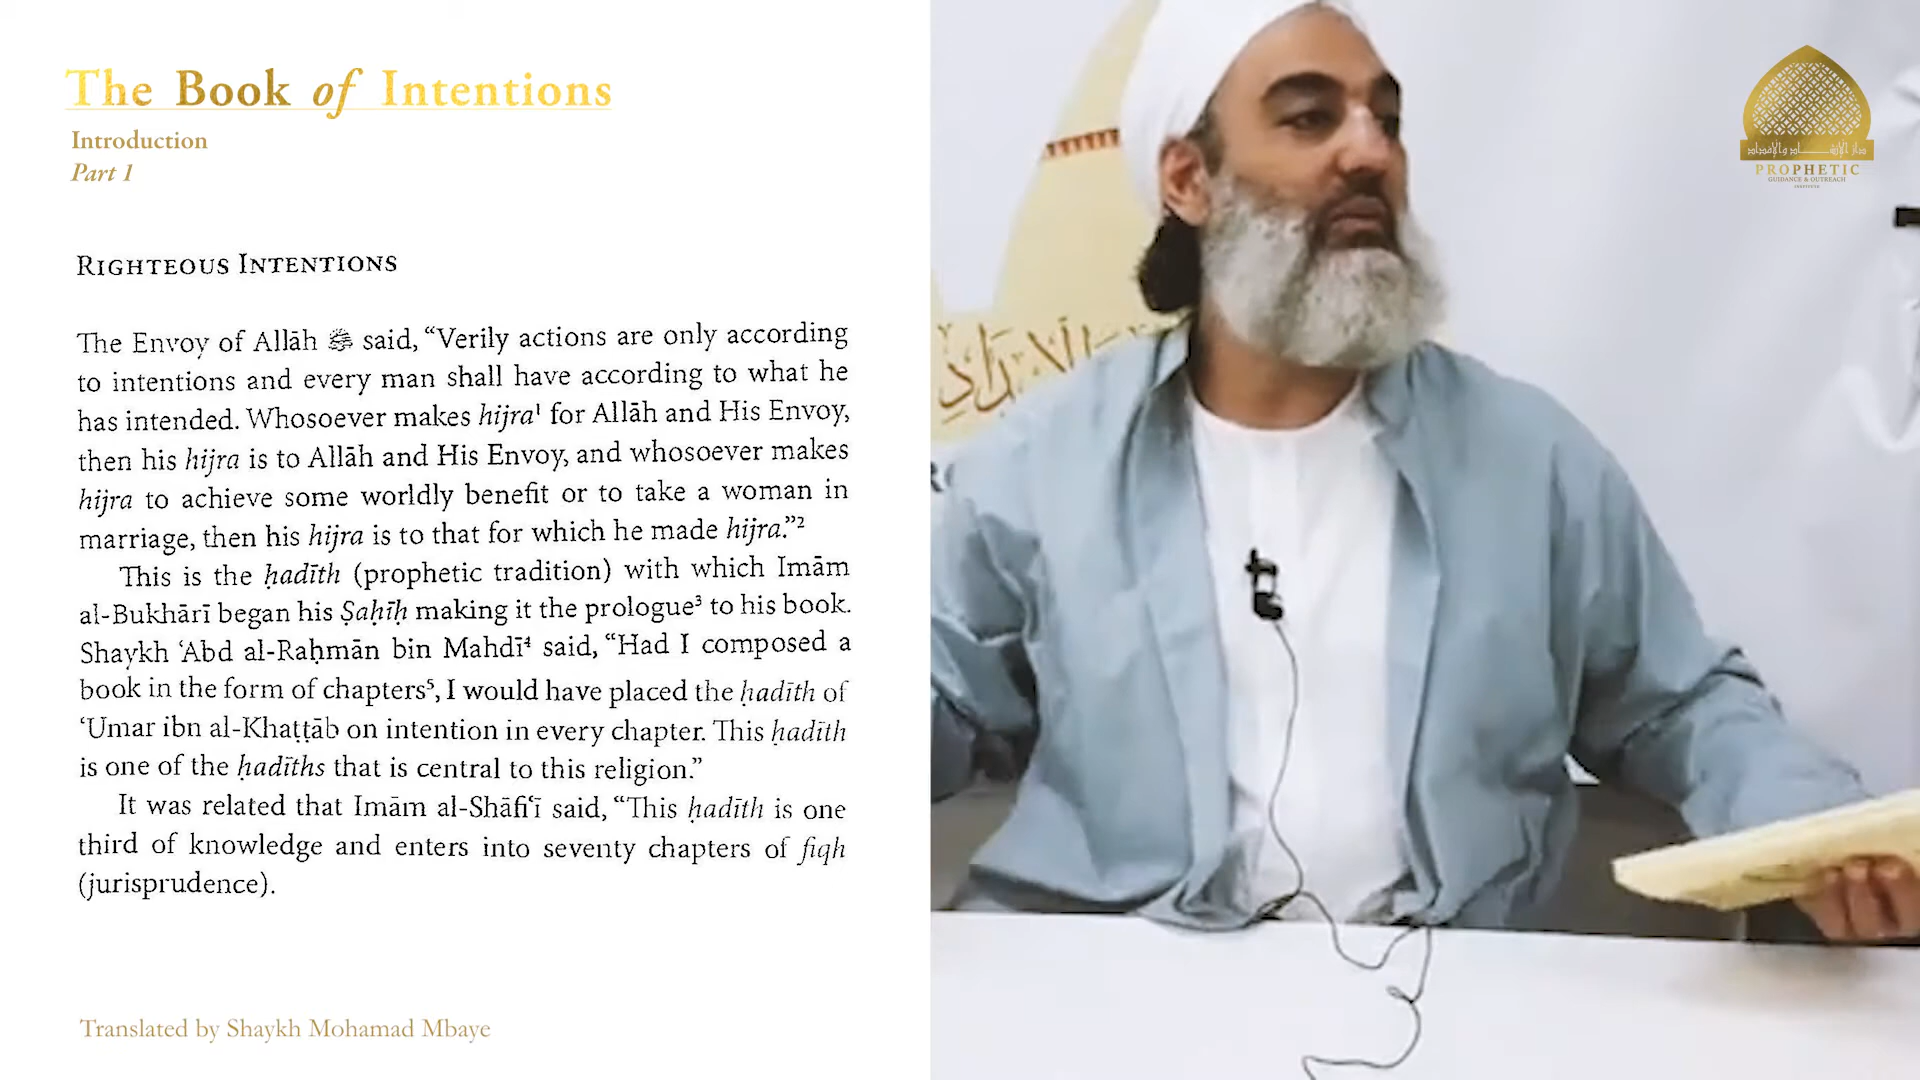 The Book of Intentions
Introduction
Part 1
RIGHTEOUS INTENTIONS
The Envoy of Allāh ﷺ said, “Verily actions are only according
to intentions and every man shall have according to what he
has intended. Whosoever makes hijra¹ for Allāh and His Envoy,
then his hijra is to Allāh and His Envoy, and whosoever makes
hijra to achieve some worldly benefit or to take a woman in
marriage, then his hijra is to that for which he made hijra.”²
This is the ḥadīth (prophetic tradition) with which Imām
al-Bukhārī began his Ṣaḥīḥ making it the prologue³ to his book.
Shaykh ‘Abd al-Raḥmān bin Mahdī⁴ said, “Had I composed a
book in the form of chapters⁵, I would have placed the ḥadīth of
‘Umar ibn al-Khaṭṭāb on intention in every chapter. This ḥadīth
is one of the ḥadīths that is central to this religion.”
It was related that Imām al-Shāfi‘ī said, “This ḥadīth is one
third of knowledge and enters into seventy chapters of fiqh
(jurisprudence).
Translated by Shaykh Mohamad Mbaye
دار الإرشاد والإمداد
PROPHETIC
GUIDANCE & OUTREACH
INSTITUTE